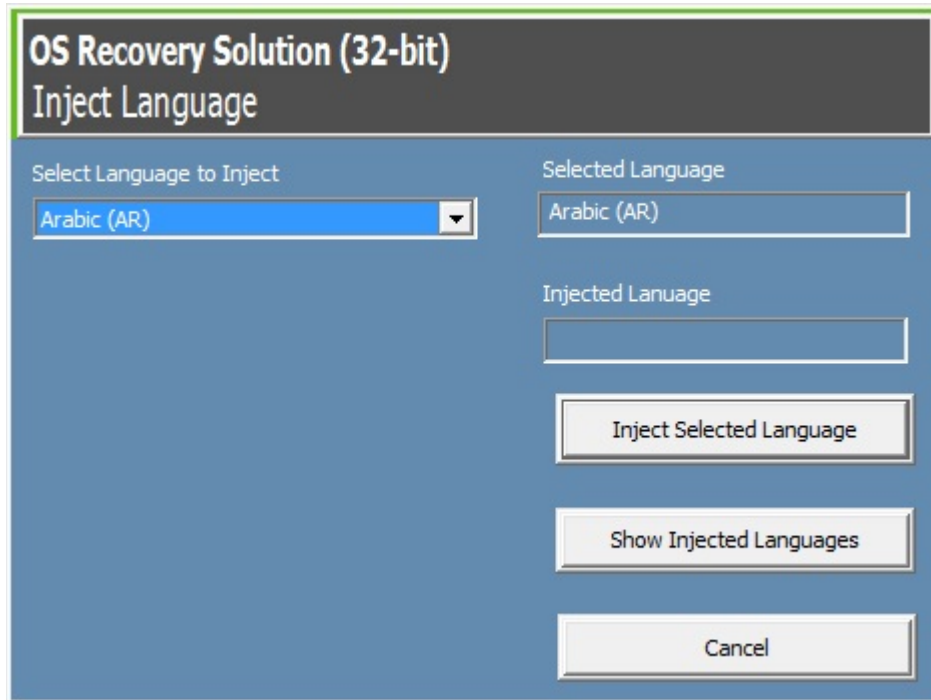 OS Recovery Solution (32-bit)
Inject Language
Select Language to Inject
Arabic (AR)
Selected Language
Arabic (AR)
Injected Lanuage
Inject Selected Language
Show Injected Languages
Cancel